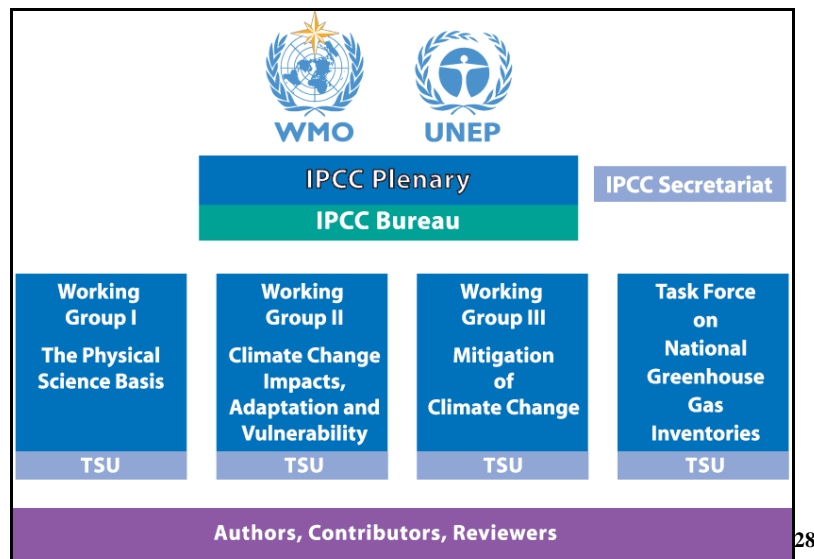 WMO
UNEP
IPCC Plenary
IPCC Secretariat
IPCC Bureau
Working
Group I
The Physical
Science Basis
TSU
Working
Group II
Climate Change
Impacts,
Adaptation and
Vulnerability
TSU
Working
Group III
Mitigation
of
Climate Change
TSU
Task Force
on
National
Greenhouse
Gas
Inventories
TSU
Authors, Contributors, Reviewers
28